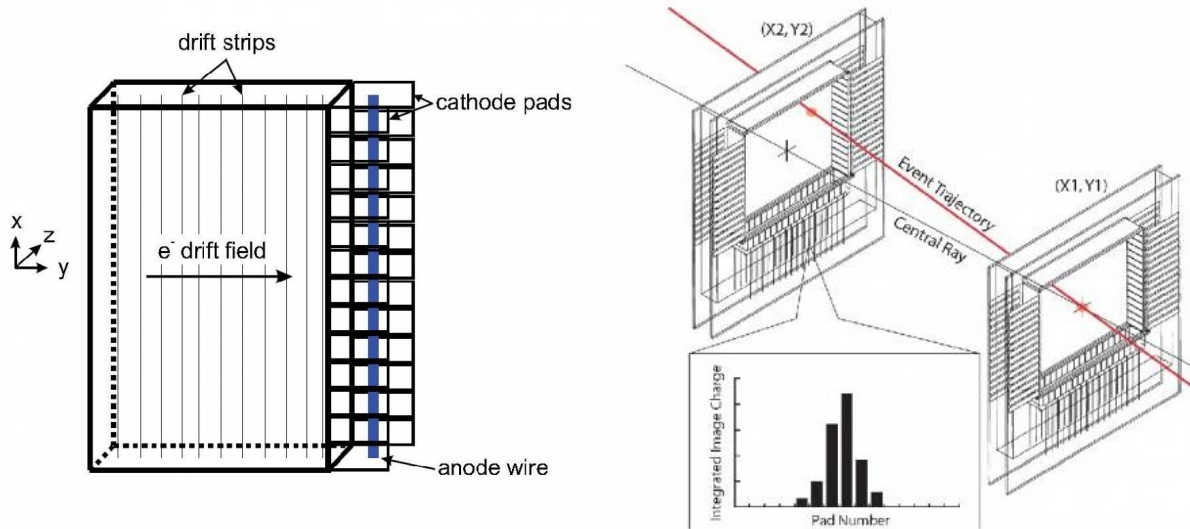 drift strips
cathode pads
x
z
y
e⁻ drift field
anode wire
(X2, Y2)
Event Trajectory
(X1, Y1)
Central Ray
Integrated Image Charge
Pad Number